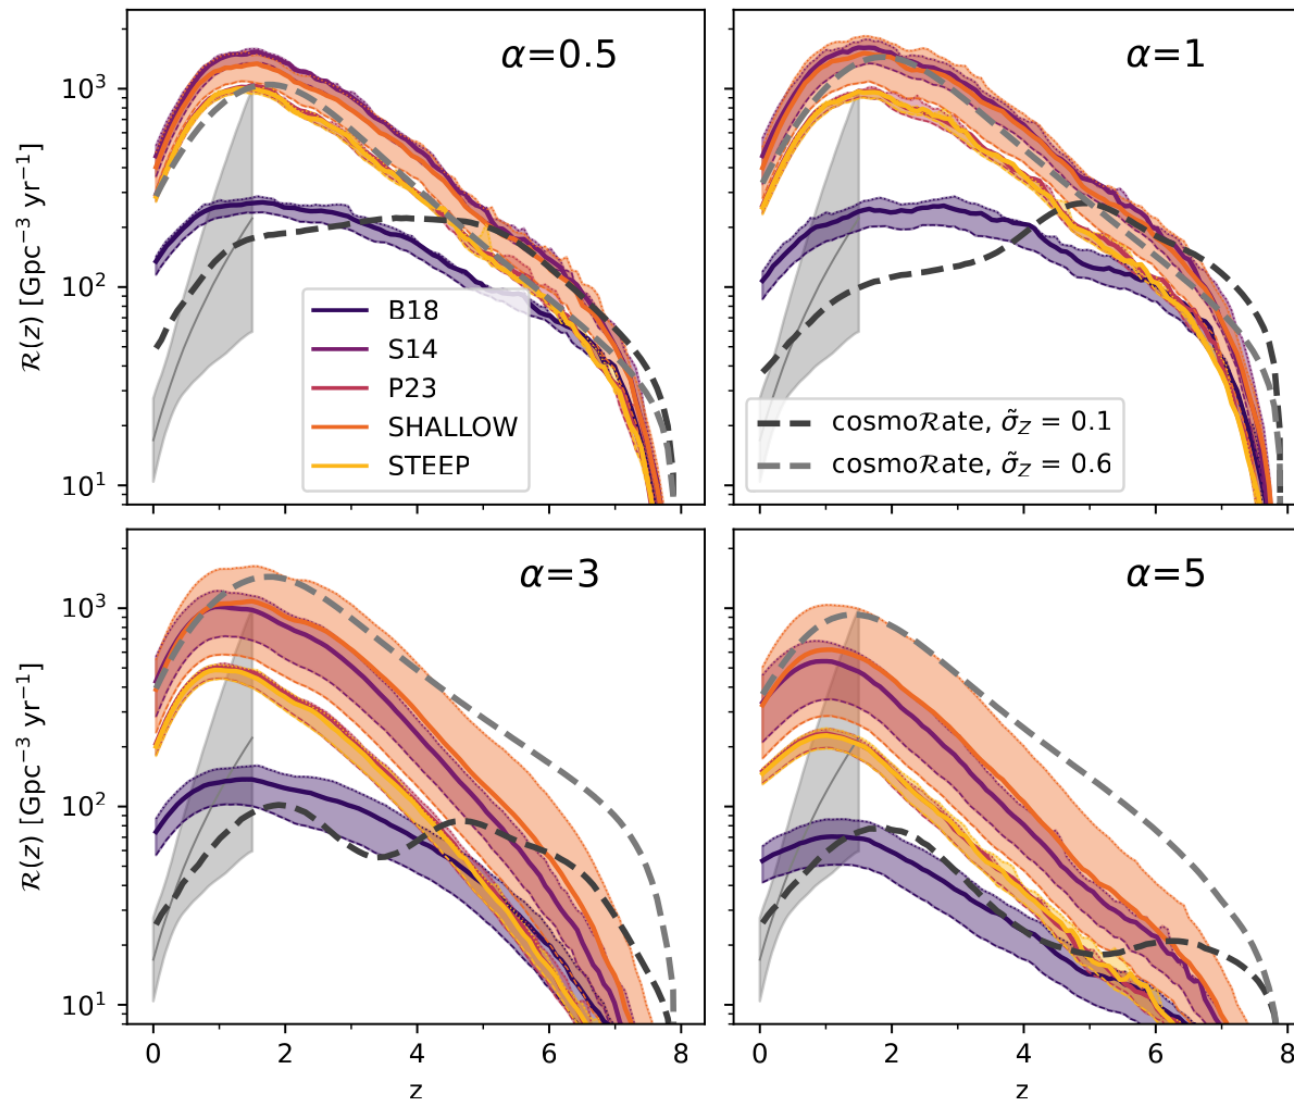 α=0.5
α=1
10³
10²
10¹
R(z) [Gpc⁻³ yr⁻¹]
B18
S14
P23
SHALLOW
STEEP
cosmoRate, σ̃_Z = 0.1
cosmoRate, σ̃_Z = 0.6
α=3
α=5
10³
10²
10¹
R(z) [Gpc⁻³ yr⁻¹]
0 2 4 6 8
0 2 4 6 8
z
z